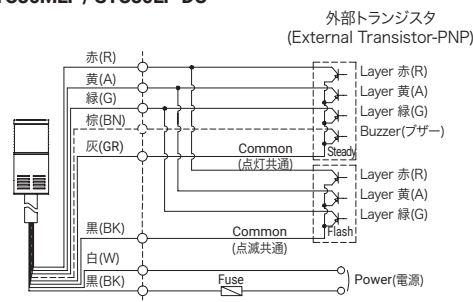 外部トランジスタ
(External Transistor-PNP)
赤(R)
黄(A)
緑(G)
棕(BN)
灰(GR)
Common
(点灯共通)
Steady
Layer 赤(R)
Layer 黄(A)
Layer 緑(G)
Buzzer(ブザー)
Layer 赤(R)
Layer 黄(A)
Layer 緑(G)
Flash
黒(BK)
Common
(点滅共通)
白(W)
黒(BK)
Fuse
Power(電源)